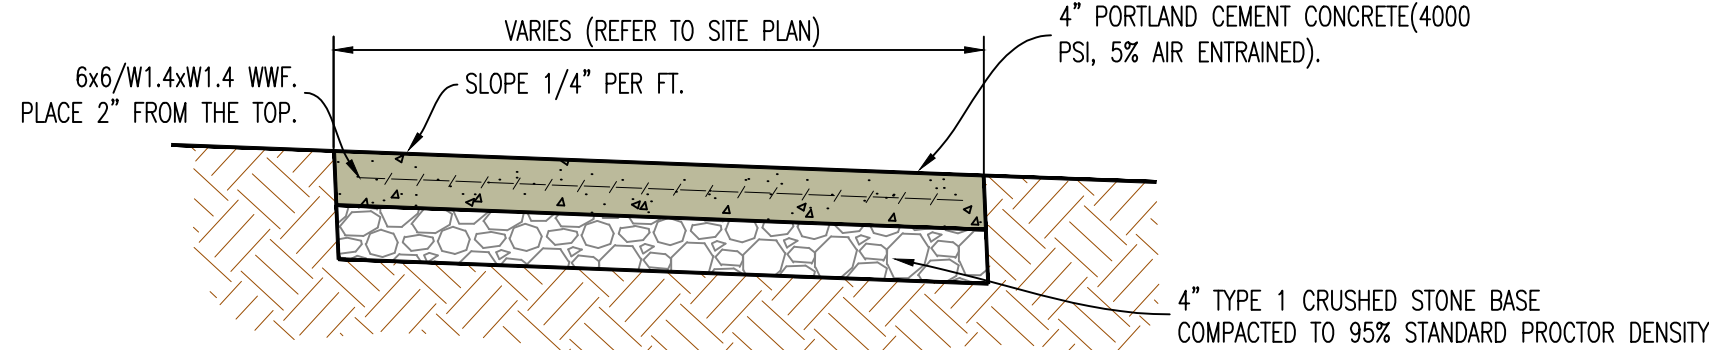 VARIES (REFER TO SITE PLAN)
4” PORTLAND CEMENT CONCRETE(4000
PSI, 5% AIR ENTRAINED).
6x6/W1.4xW1.4 WWF.
PLACE 2” FROM THE TOP.
SLOPE 1/4” PER FT.
4” TYPE 1 CRUSHED STONE BASE
COMPACTED TO 95% STANDARD PROCTOR DENSITY